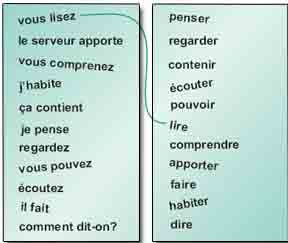 vous lisez
le serveur apporte
vous comprenez
j'habite
ça contient
je pense
regardez
vous pouvez
écoutez
il fait
comment dit-on?
penser
regarder
contenir
écouter
pouvoir
lire
comprendre
apporter
faire
habiter
dire